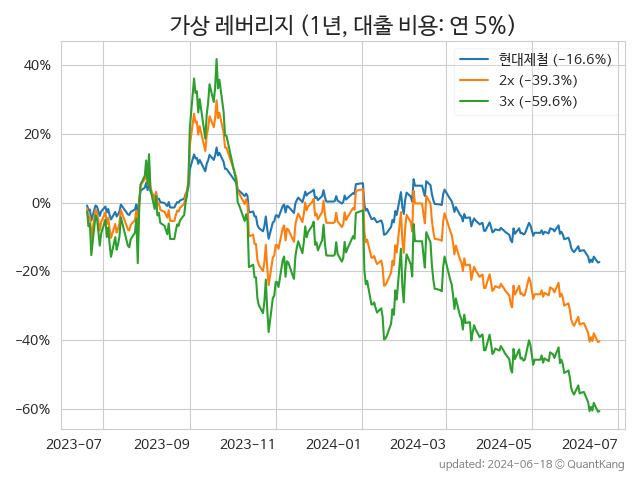 가상 레버리지 (1년, 대출 비용: 연 5%)
현대제철 (−16.6%)
2x (−39.3%)
3x (−59.6%)
40%
20%
0%
−20%
−40%
−60%
2023-07 2023-09 2023-11 2024-01 2024-03 2024-05 2024-07
updated: 2024-06-18 © QuantKang